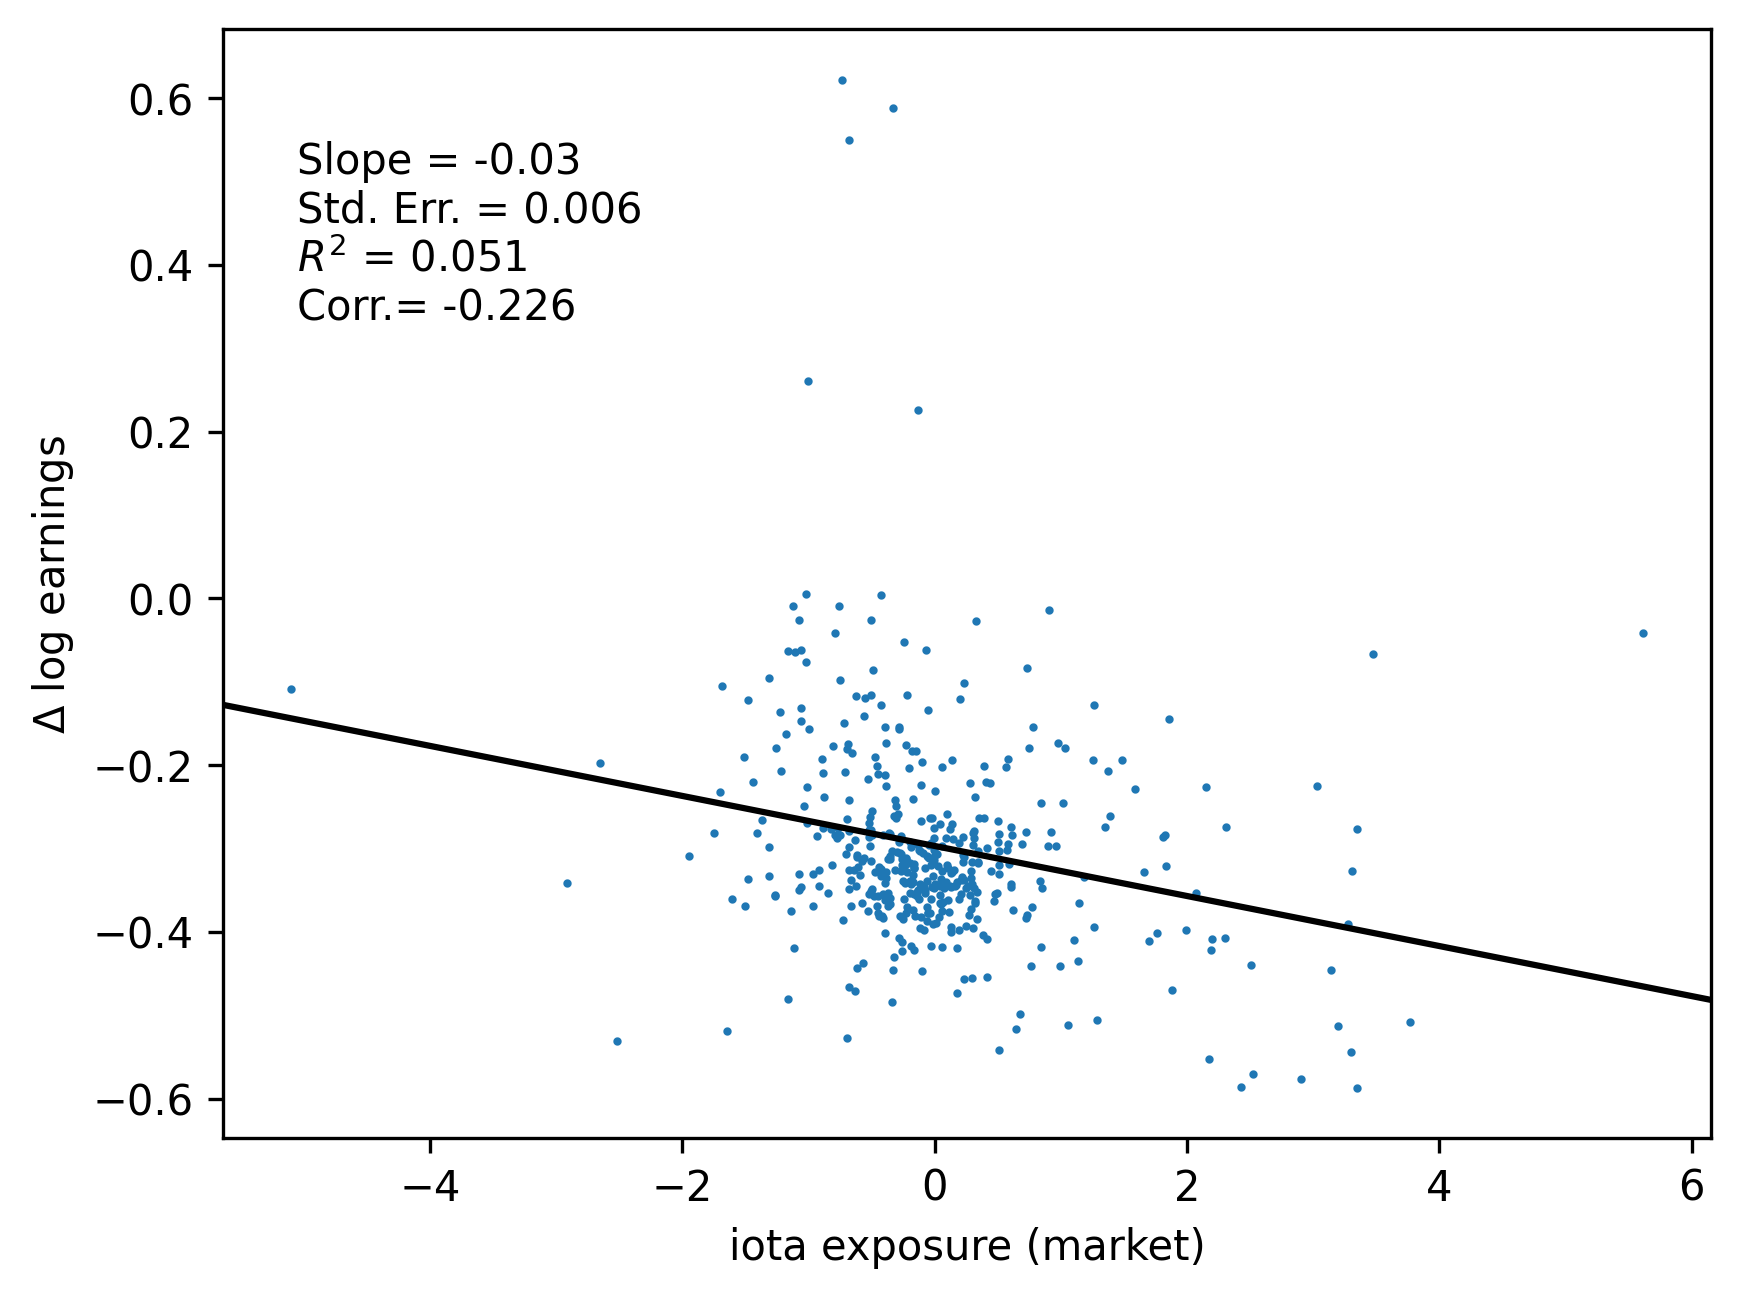 0.6
0.4
0.2
0.0
−0.2
−0.4
−0.6
Δ log earnings
Slope = -0.03
Std. Err. = 0.006
R² = 0.051
Corr.= -0.226
−4 −2 0 2 4 6
iota exposure (market)